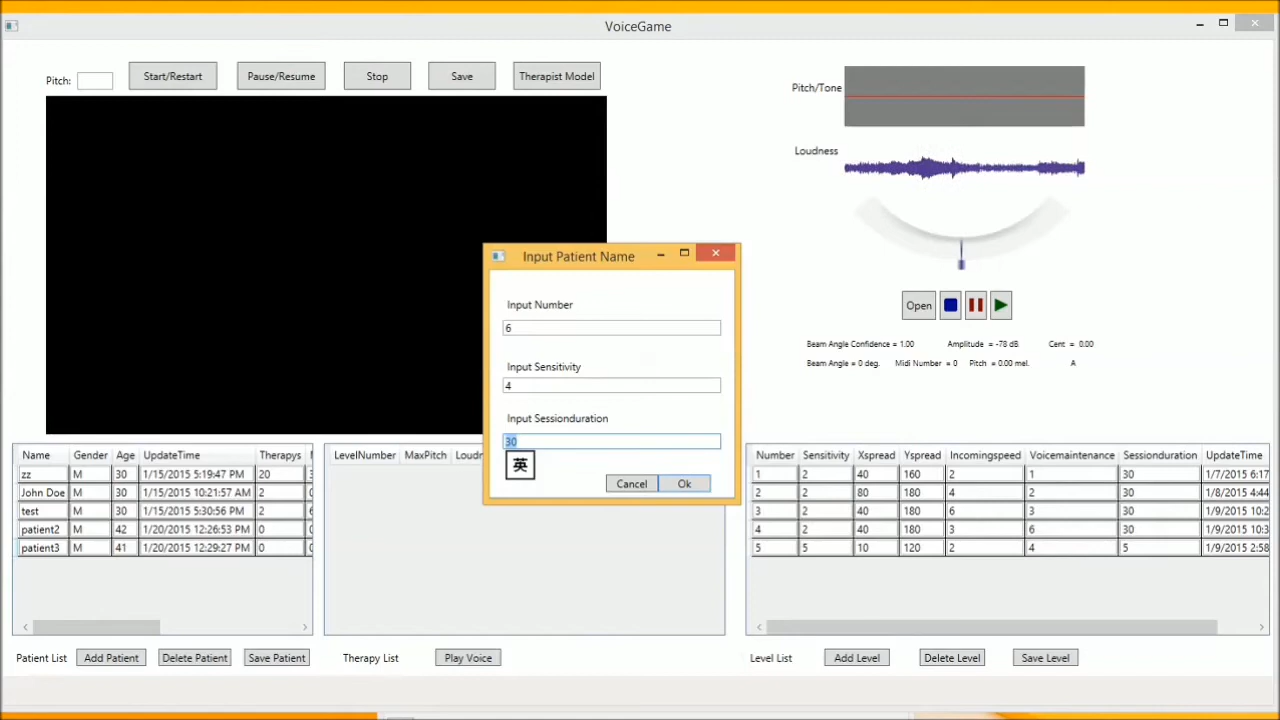 VoiceGame
Pitch: Start/Restart Pause/Resume Stop Save Therapist Model
Pitch/Tone
Loudness
Open
Beam Angle Confidence = 1.00 Amplitude = -78 dB Cent = 0.00
Beam Angle = 0 deg. Midi Number = 0 Pitch = 0.00 mel. A
Input Patient Name
Input Number
6
Input Sensitivity
4
Input Sessionduration
30
英
Cancel Ok
Name Gender Age UpdateTime Therapys
zz M 30 1/15/2015 5:19:47 PM 20 3
John Doe M 30 1/15/2015 10:21:57 AM 2 6
test M 30 1/15/2015 5:30:56 PM 2 6
patient2 M 42 1/20/2015 12:26:53 PM 0 0
patient3 M 41 1/20/2015 12:29:27 PM 0 0
LevelNumber MaxPitch Loudn
Number Sensitivity Xspread Yspread Incomingspeed Voicemaintenance Sessionduration UpdateTime
1 2 40 160 2 1 30 1/7/2015 6:17
2 2 80 180 4 2 30 1/8/2015 4:44
3 2 40 180 6 3 30 1/9/2015 10:2
4 2 40 180 3 6 30 1/9/2015 10:3
5 5 10 120 2 4 5 1/9/2015 2:58
Patient List Add Patient Delete Patient Save Patient
Therapy List Play Voice
Level List Add Level Delete Level Save Level